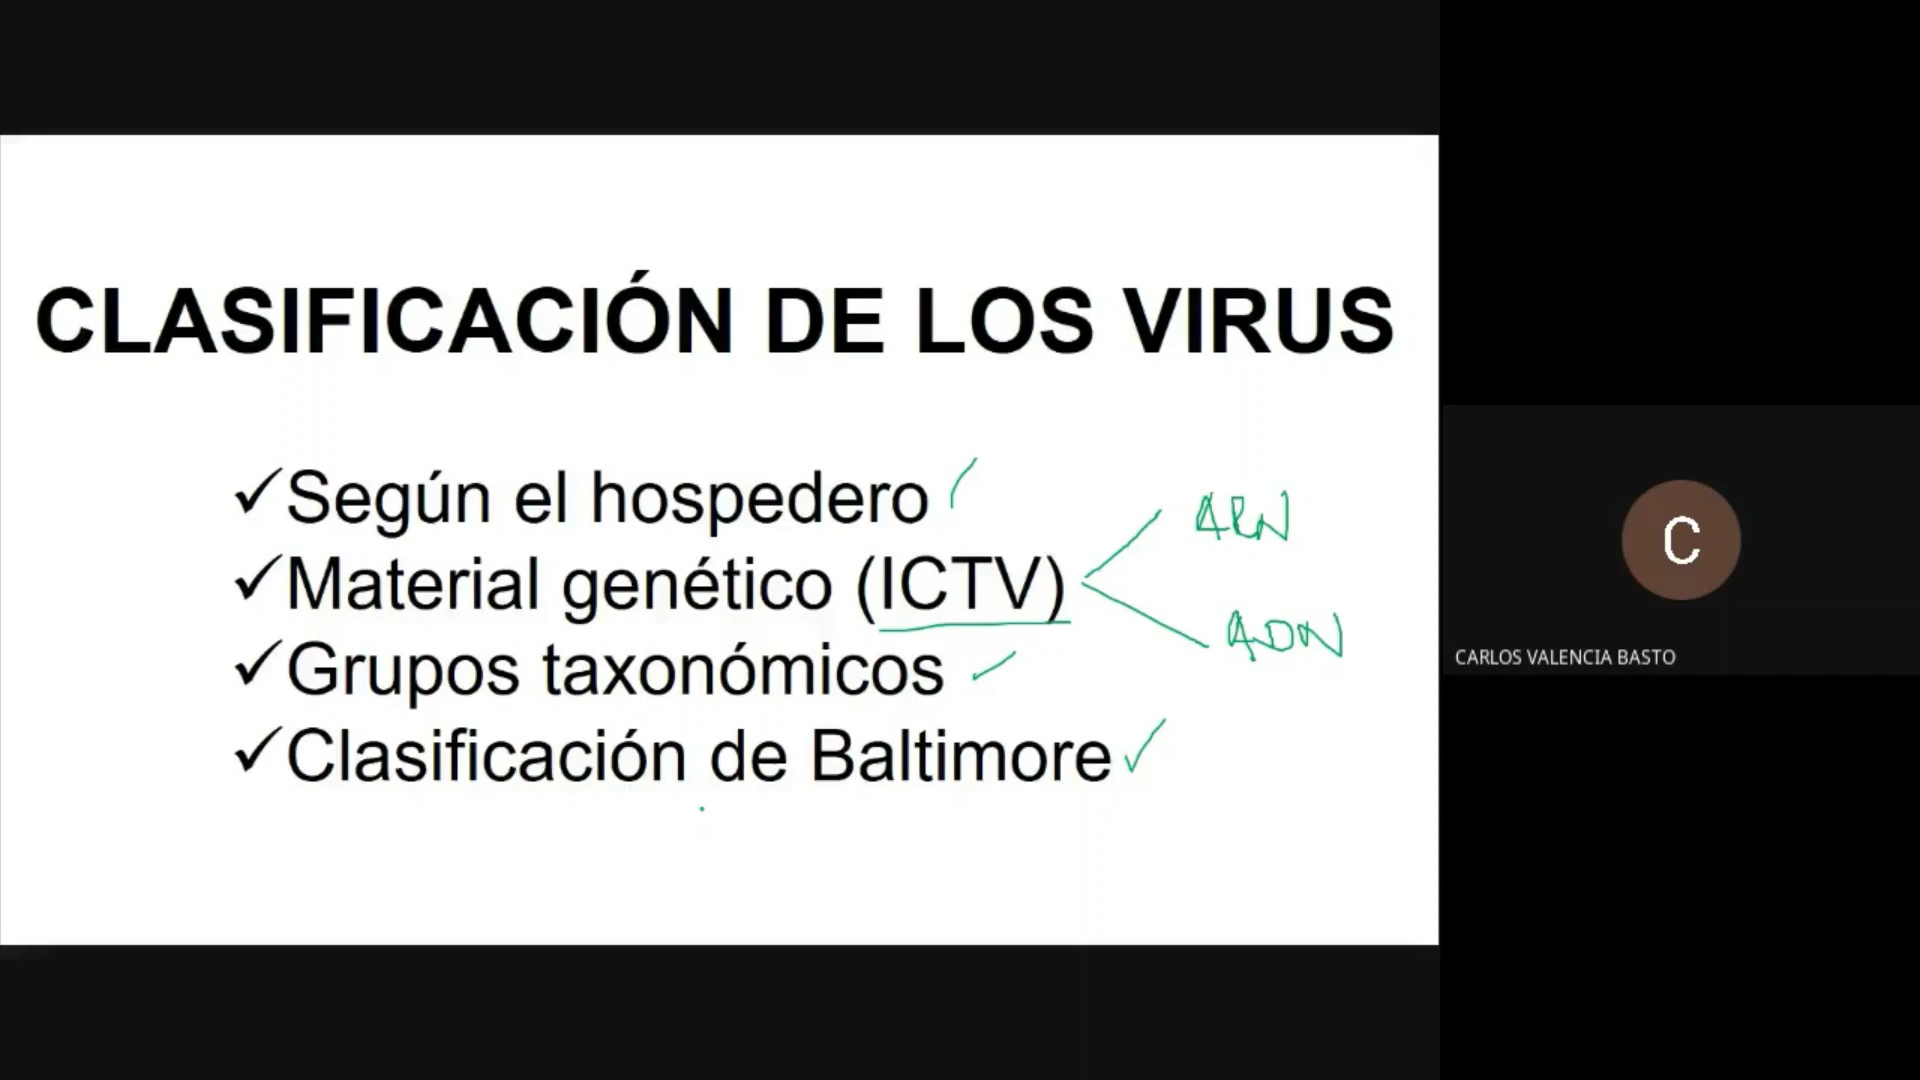 CLASIFICACIÓN DE LOS VIRUS
✓Según el hospedero
ARN
✓Material genético (ICTV)
ADN
✓Grupos taxonómicos
✓Clasificación de Baltimore
C
CARLOS VALENCIA BASTO